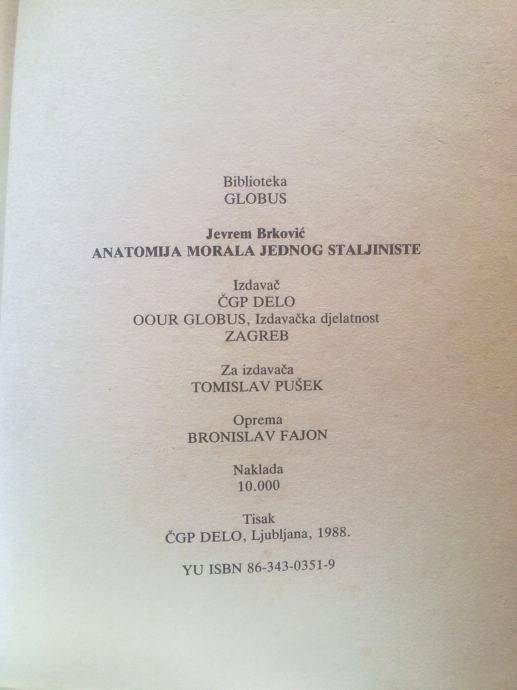 Biblioteka
GLOBUS
Jevrem Brković
ANATOMIJA MORALA JEDNOG STALJINISTE
Izdavač
ČGP DELO
OOUR GLOBUS, Izdavačka djelatnost
ZAGREB
Za izdavača
TOMISLAV PUŠEK
Oprema
BRONISLAV FAJON
Naklada
10.000
Tisak
ČGP DELO, Ljubljana, 1988.
YU ISBN 86-343-0351-9